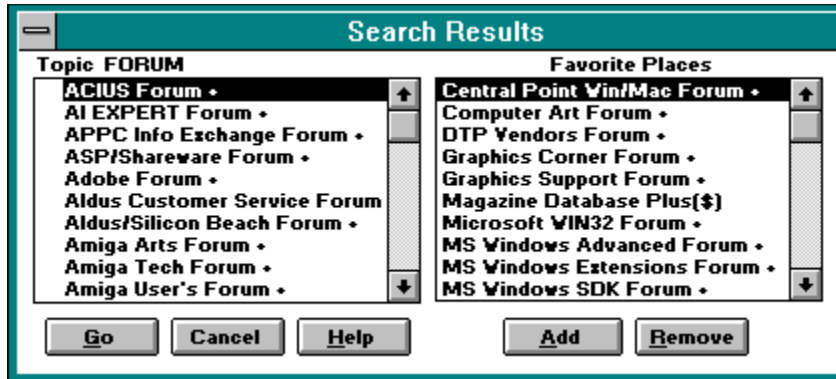 Search Results
Topic FORUM
ACIUS Forum +
AI EXPERT Forum +
APPC Info Exchange Forum +
ASP/Shareware Forum +
Adobe Forum +
Aldus Customer Service Forum
Aldus/Silicon Beach Forum +
Amiga Arts Forum +
Amiga Tech Forum +
Amiga User's Forum +
Favorite Places
Central Point Win/Mac Forum +
Computer Art Forum +
DTP Vendors Forum +
Graphics Corner Forum +
Graphics Support Forum +
Magazine Database Plus($)
Microsoft WIN32 Forum +
MS Windows Advanced Forum +
MS Windows Extensions Forum +
MS Windows SDK Forum +
Go Cancel Help Add Remove